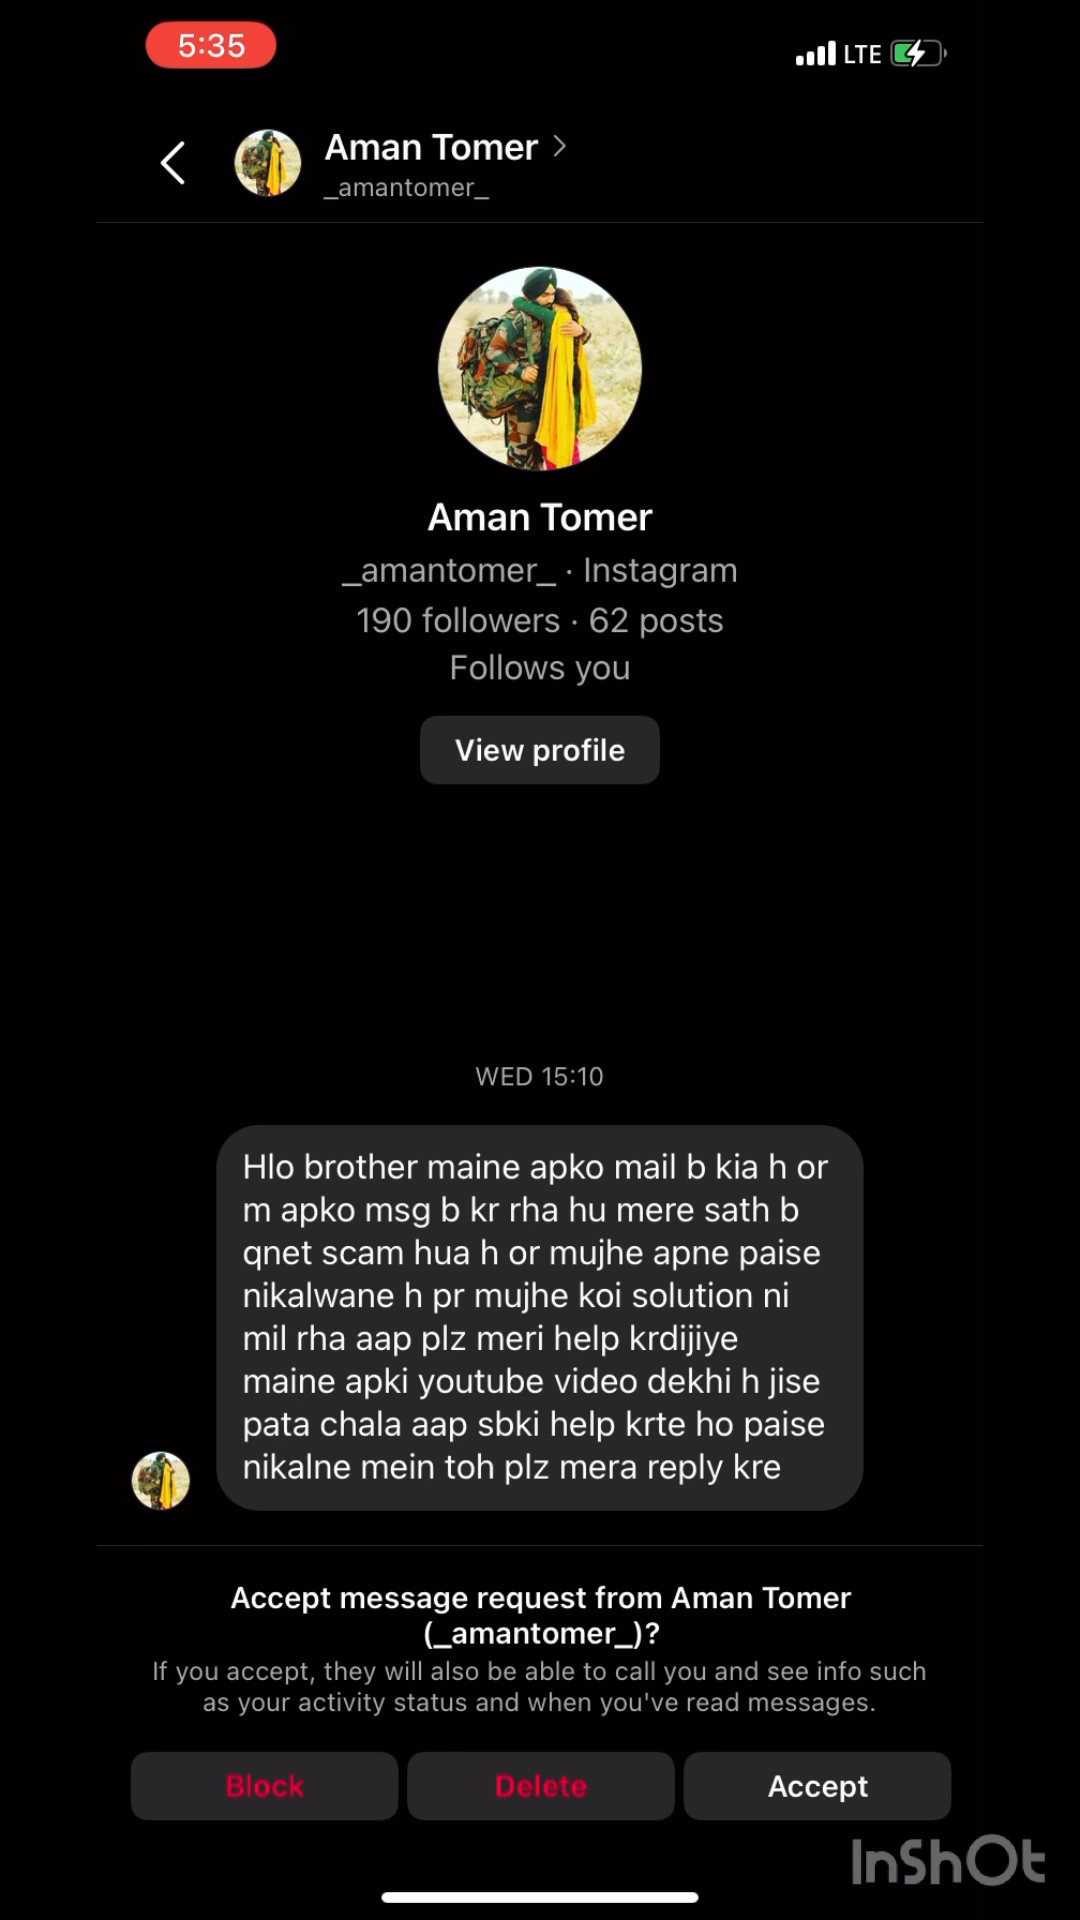 5:35
LTE
Aman Tomer
_amantomer_
Aman Tomer
_amantomer_ · Instagram
190 followers · 62 posts
Follows you
View profile
WED 15:10
Hlo brother maine apko mail b kia h or
m apko msg b kr rha hu mere sath b
qnet scam hua h or mujhe apne paise
nikalwane h pr mujhe koi solution ni
mil rha aap plz meri help krdijiye
maine apki youtube video dekhi h jise
pata chala aap sbki help krte ho paise
nikalne mein toh plz mera reply kre
Accept message request from Aman Tomer
(_amantomer_)?
If you accept, they will also be able to call you and see info such
as your activity status and when you've read messages.
Block
Delete
Accept
InShOt